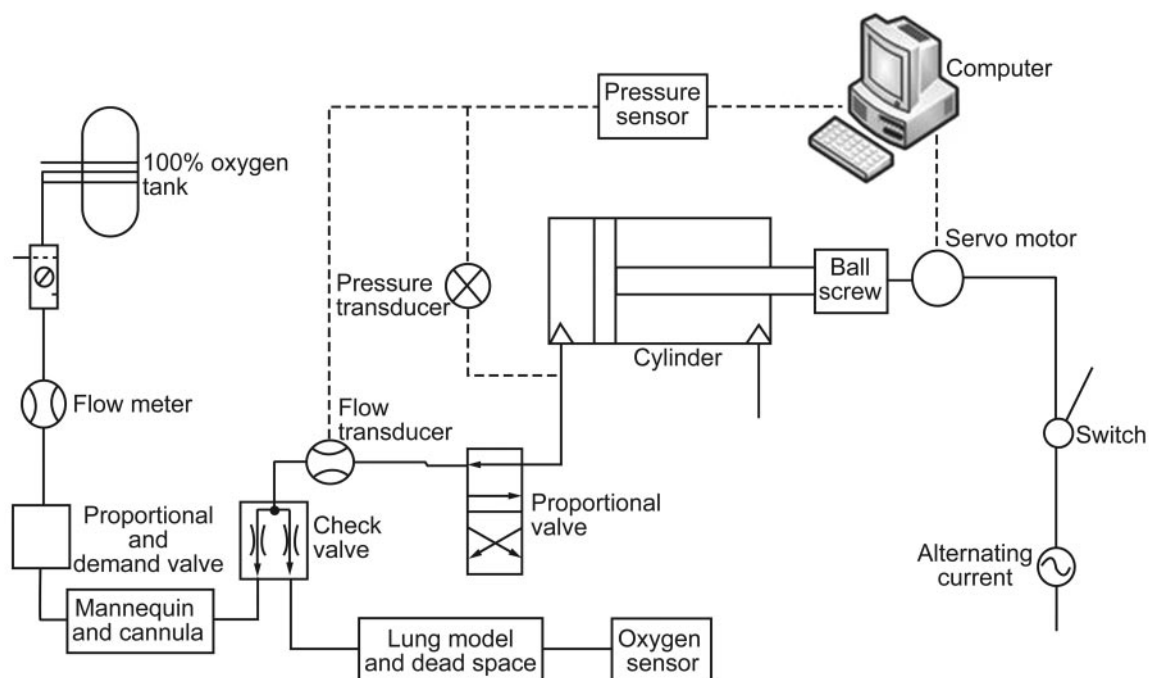 Computer
Pressure
sensor
100% oxygen
tank
Servo motor
Ball
screw
Pressure
transducer
Cylinder
Flow meter
Flow
transducer
Switch
Proportional
valve
Proportional
and
demand valve
Check
valve
Alternating
current
Mannequin
and cannula
Lung model
and dead space
Oxygen
sensor